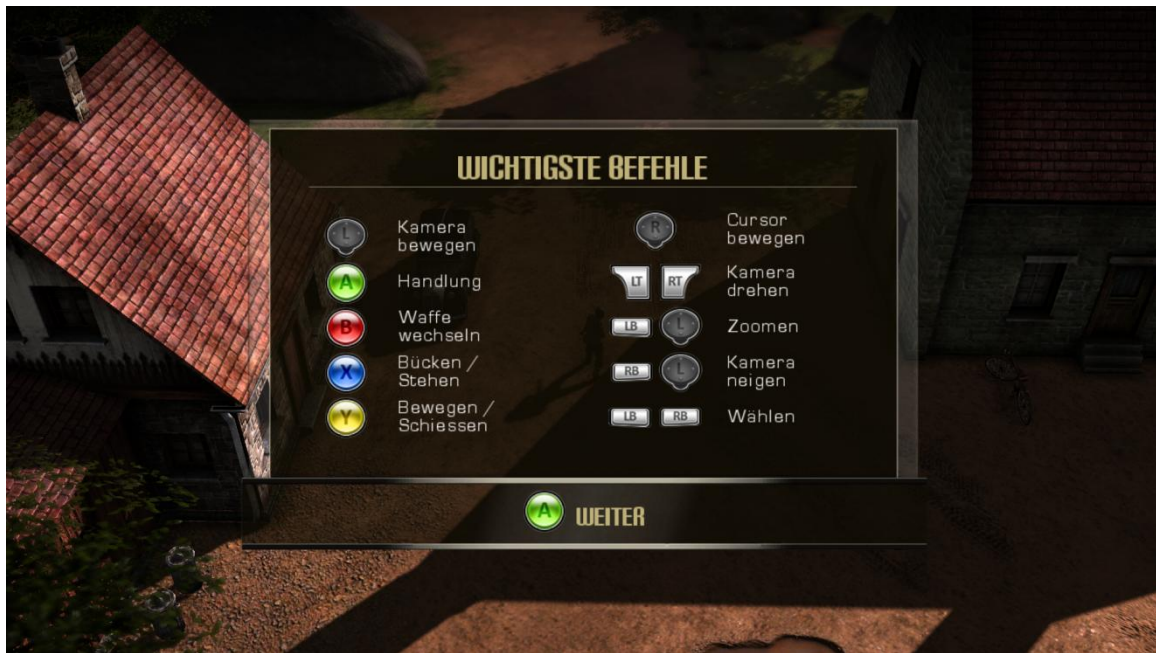 WICHTIGSTE BEFEHLE
L Kamera
bewegen
A Handlung
B Waffe
wechseln
X Bücken /
Stehen
Y Bewegen /
Schiessen
R Cursor
bewegen
LT RT Kamera
drehen
LB L Zoomen
RB L Kamera
neigen
LB RB Wählen
A WEITER